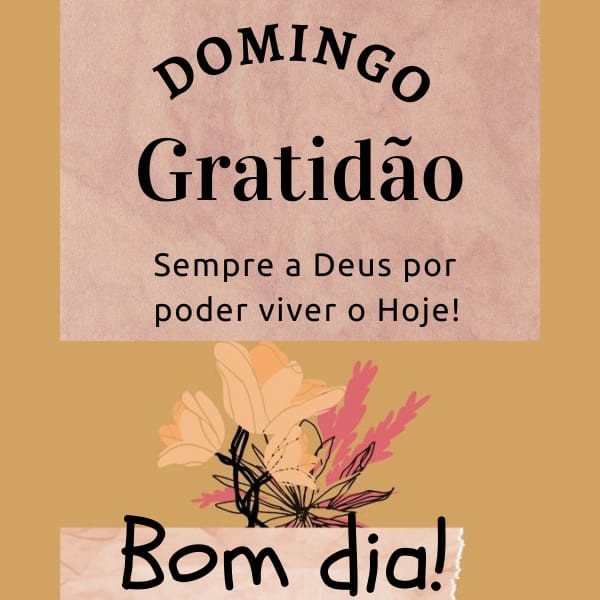 DOMINGO
Gratidão
Sempre a Deus por
poder viver o Hoje!
Bom dia!